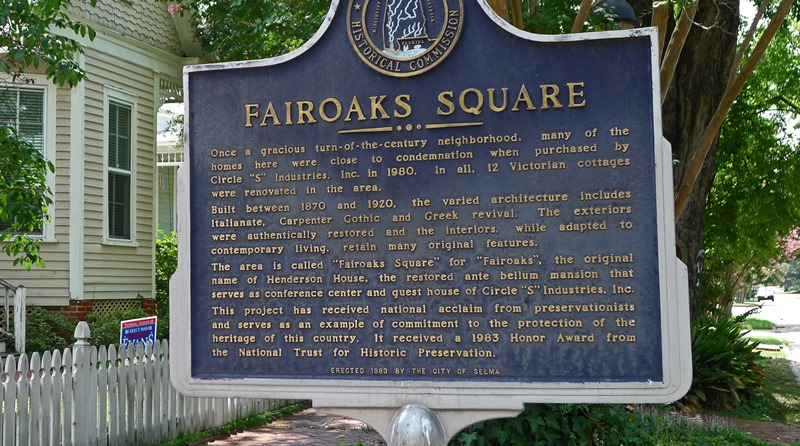 HISTORICAL COMMISSION
FAIROAKS SQUARE
Once a gracious turn-of-the-century neighborhood, many of the
homes here were close to condemnation when purchased by
Circle "S" Industries, Inc. in 1980. In all, 12 Victorian cottages
were renovated in the area.
Built between 1870 and 1920, the varied architecture includes
Italianate, Carpenter Gothic and Greek revival. The exteriors
were authentically restored and the interiors, while adapted to
contemporary living, retain many original features.
The area is called "Fairoaks Square" for "Fairoaks", the original
name of Henderson House, the restored ante bellum mansion that
serves as conference center and guest house of Circle "S" Industries, Inc.
This project has received national acclaim from preservationists
and serves as an example of commitment to the protection of the
heritage of this country. It received a 1983 Honor Award from
the National Trust for Historic Preservation.
ERECTED 1983 BY THE CITY OF SELMA
RE-ELECT MAYOR
EVANS